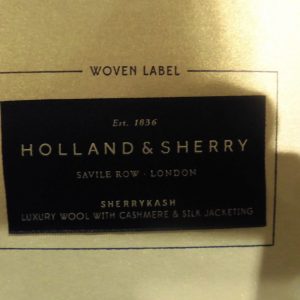 WOVEN LABEL
Est. 1836
HOLLAND & SHERRY
SAVILE ROW · LONDON
SHERRYKASH
LUXURY WOOL WITH CASHMERE & SILK JACKETING